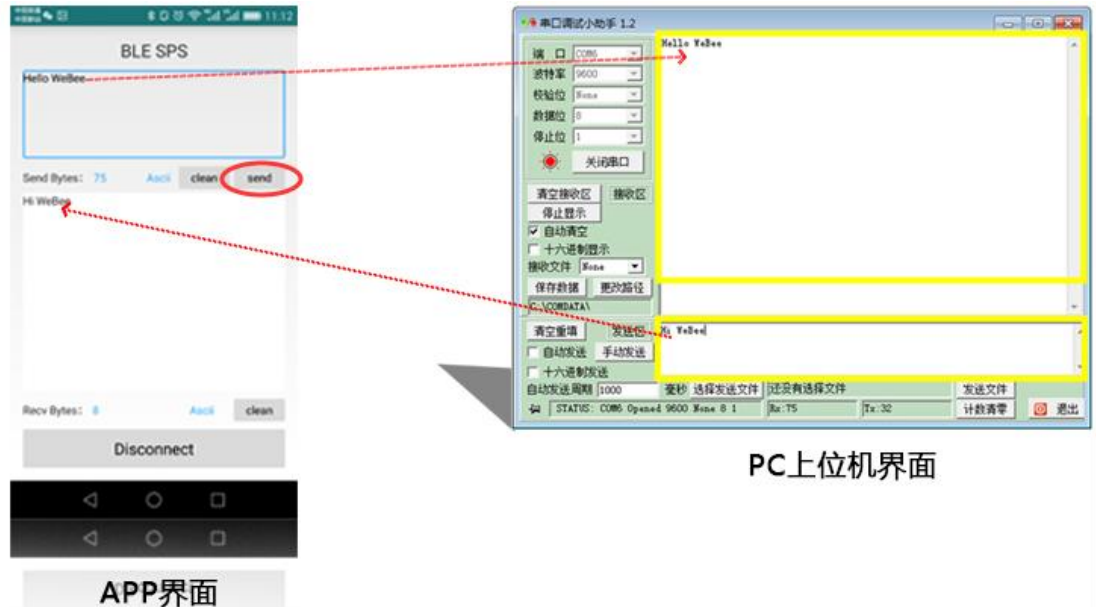 11:12
BLE SPS
Hello WeBee
Send Bytes: 75 Ascii clean send
Hi WeBee
Recv Bytes: 8 Ascii clean
Disconnect
APP界面
串口调试小助手 1.2
端 口 COM6
波特率 9600
校验位 None
数据位 8
停止位 1
关闭串口
清空接收区 接收区
停止显示
自动清空
十六进制显示
接收文件 None
保存数据 更改路径
C:\COMDATA\
Hello WeBee
清空重填 发送区
Hi WeBee
自动发送 手动发送
十六进制发送
自动发送周期 1000 毫秒 选择发送文件 还没有选择文件 发送文件
STATUS: COM6 Opened 9600 None 8 1 Rx:75 Tx:32 计数清零 退出
PC上位机界面